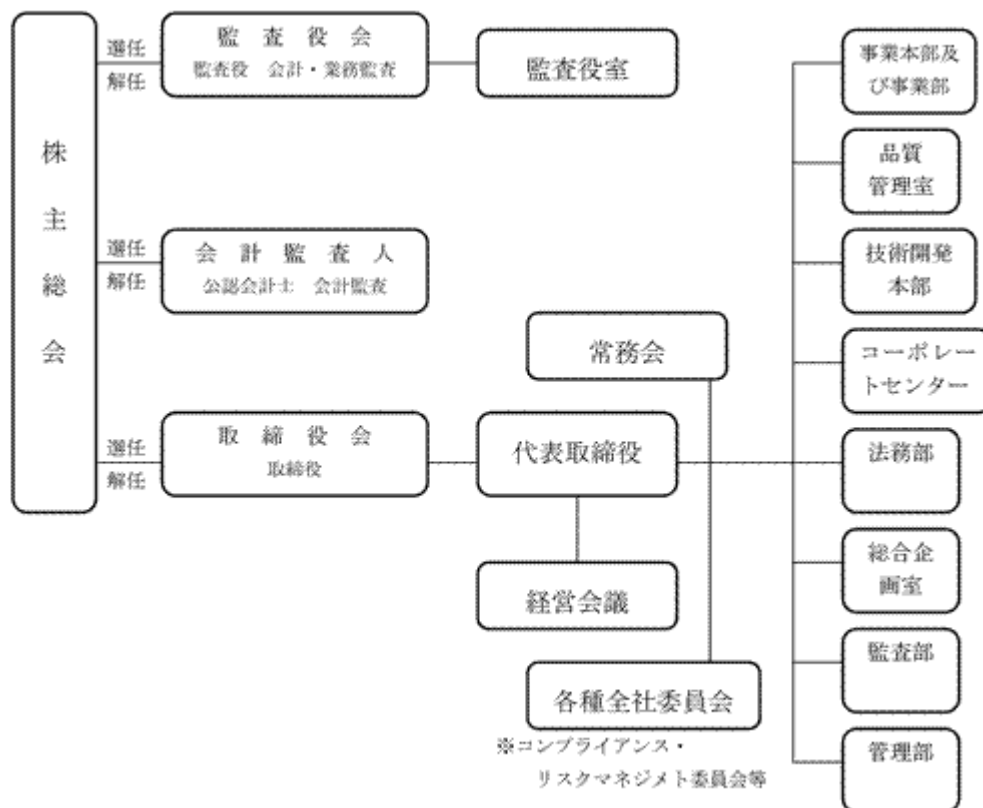 株主総会
選任
解任
監査役会
監査役 会計・業務監査
監査役室
選任
解任
会計監査人
公認会計士 会計監査
選任
解任
取締役会
取締役
常務会
代表取締役
経営会議
各種全社委員会
※コンプライアンス・
リスクマネジメト委員会等
事業本部及
び事業部
品質
管理室
技術開発
本部
コーポレー
トセンター
法務部
総合企
画室
監査部
管理部